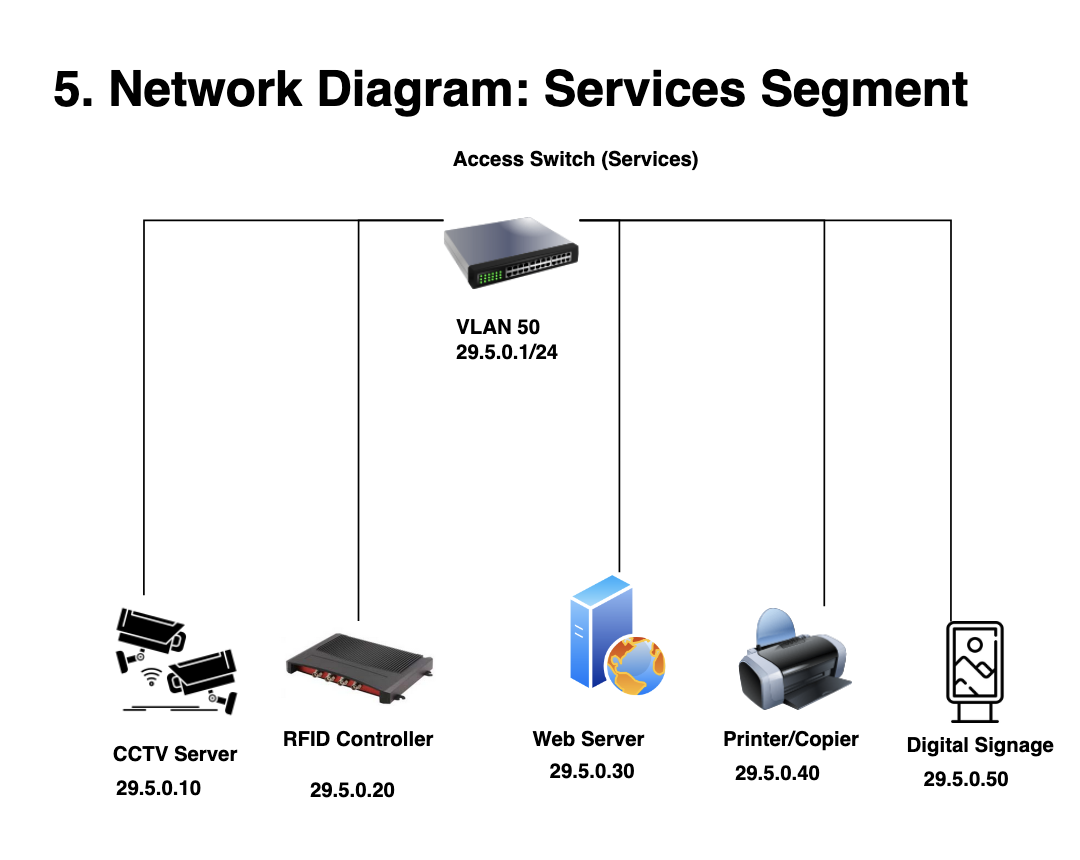 5. Network Diagram: Services Segment
Access Switch (Services)
VLAN 50
29.5.0.1/24
CCTV Server
29.5.0.10
RFID Controller
29.5.0.20
Web Server
29.5.0.30
Printer/Copier
29.5.0.40
Digital Signage
29.5.0.50